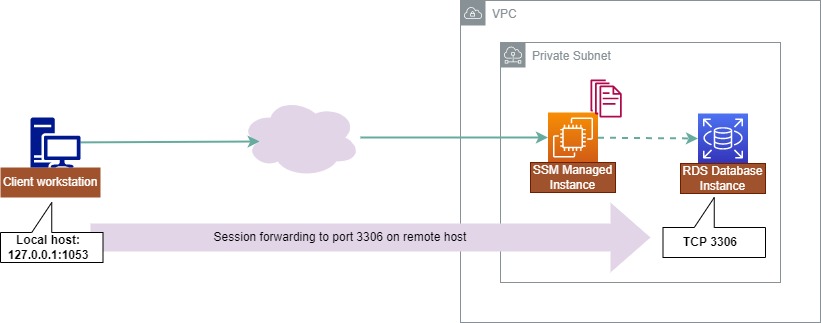 VPC
Private Subnet
Client workstation
SSM Managed
Instance
RDS Database
Instance
Local host:
127.0.0.1:1053
Session forwarding to port 3306 on remote host
TCP 3306